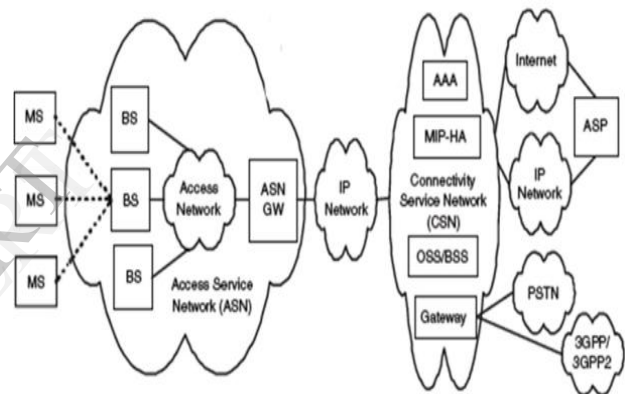 MS
MS
MS
BS
BS
BS
Access
Network
ASN
GW
Access Service
Network (ASN)
IP
Network
AAA
MIP-HA
Connectivity
Service Network
(CSN)
OSS/BSS
Gateway
Internet
IP
Network
ASP
PSTN
3GPP/
3GPP2